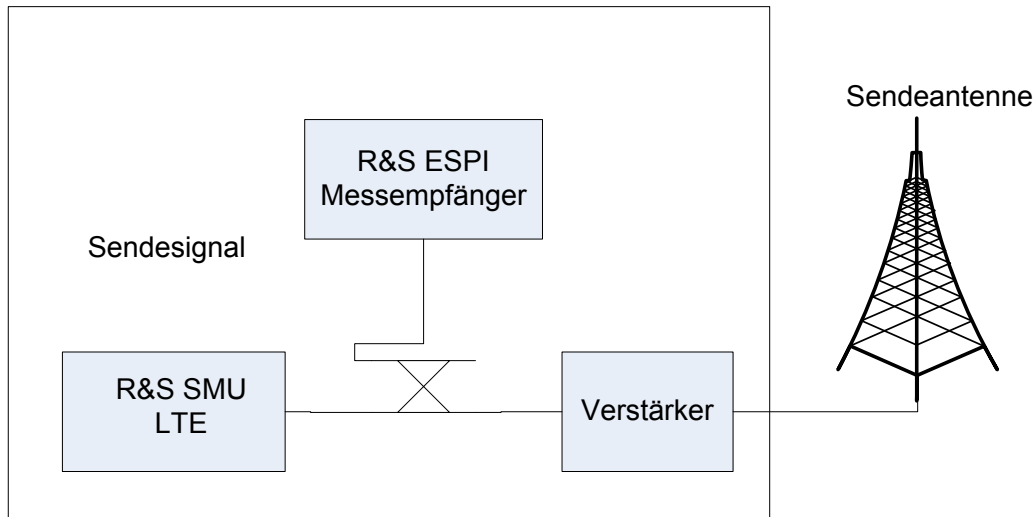 Sendeantenne
R&S ESPI
Messempfänger
Sendesignal
R&S SMU
LTE
Verstärker